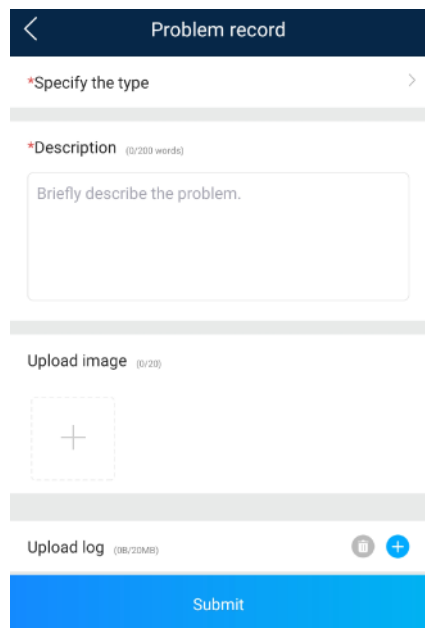 Problem record
*Specify the type
*Description (0/200 words)
Briefly describe the problem.
Upload image (0/20)
Upload log (0B/20MB)
Submit